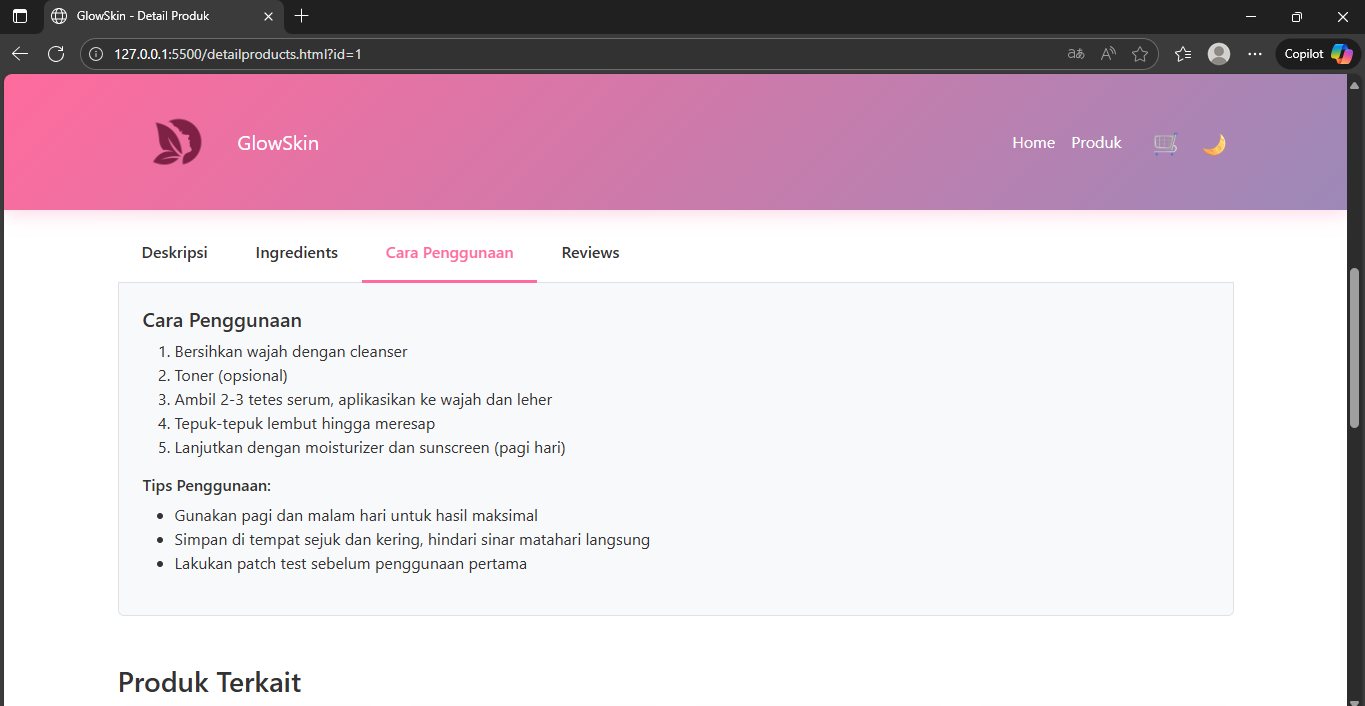 GlowSkin - Detail Produk
127.0.0.1:5500/detailproducts.html?id=1
Copilot
GlowSkin
Home Produk
Deskripsi Ingredients Cara Penggunaan Reviews
Cara Penggunaan
1. Bersihkan wajah dengan cleanser
2. Toner (opsional)
3. Ambil 2-3 tetes serum, aplikasikan ke wajah dan leher
4. Tepuk-tepuk lembut hingga meresap
5. Lanjutkan dengan moisturizer dan sunscreen (pagi hari)
Tips Penggunaan:
• Gunakan pagi dan malam hari untuk hasil maksimal
• Simpan di tempat sejuk dan kering, hindari sinar matahari langsung
• Lakukan patch test sebelum penggunaan pertama
Produk Terkait